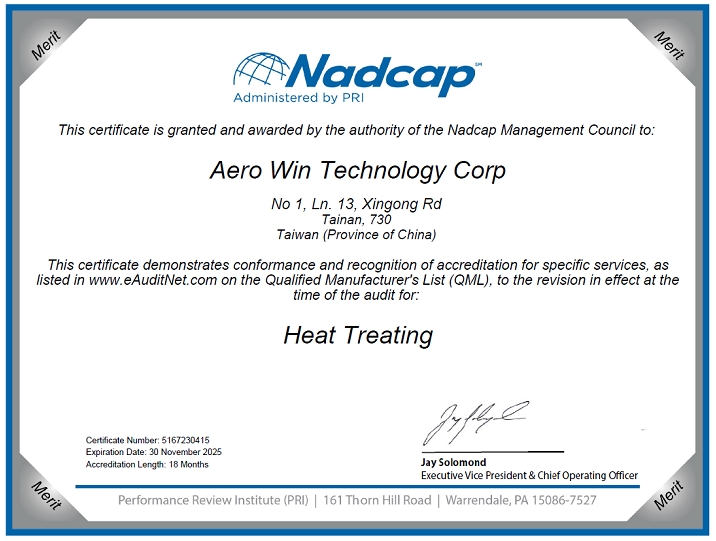 Merit
Merit
Nadcap℠
Administered by PRI
This certificate is granted and awarded by the authority of the Nadcap Management Council to:
Aero Win Technology Corp
No 1, Ln. 13, Xingong Rd
Tainan, 730
Taiwan (Province of China)
This certificate demonstrates conformance and recognition of accreditation for specific services, as
listed in www.eAuditNet.com on the Qualified Manufacturer's List (QML), to the revision in effect at the
time of the audit for:
Heat Treating
Certificate Number: 5167230415
Expiration Date: 30 November 2025
Accreditation Length: 18 Months
Jay Solomond
Executive Vice President & Chief Operating Officer
Performance Review Institute (PRI) | 161 Thorn Hill Road | Warrendale, PA 15086-7527
Merit
Merit